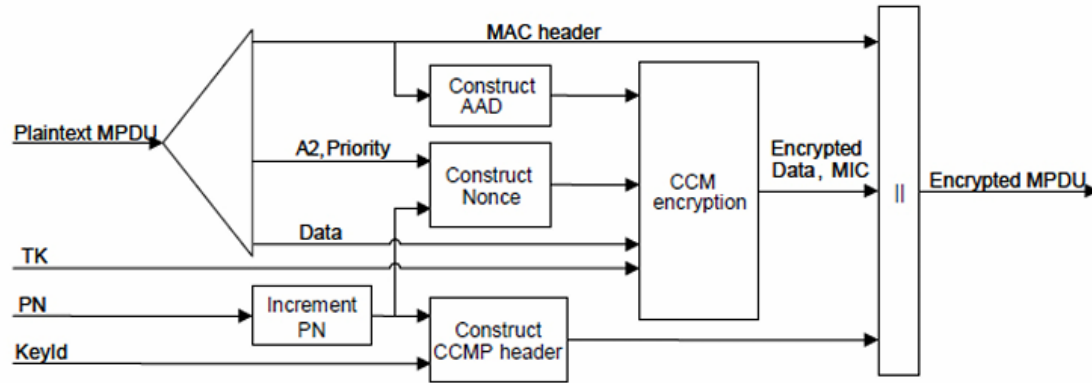 MAC header
Construct
AAD
Plaintext MPDU
A2,Priority
Construct
Nonce
CCM
encryption
Encrypted
Data, MIC
||
Encrypted MPDU
Data
TK
PN
Increment
PN
Construct
CCMP header
KeyId